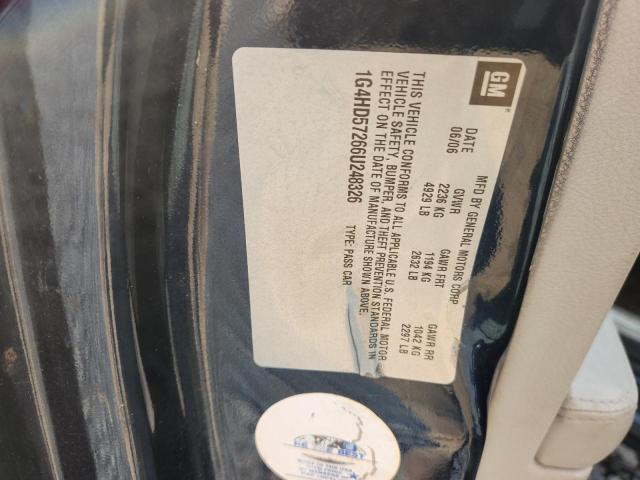 GM
®
MFD BY GENERAL MOTORS CORP
DATE GVWR GAWR FRT GAWR RR
06/06 2236 KG 1194 KG 1042 KG
4929 LB 2632 LB 2297 LB
THIS VEHICLE CONFORMS TO ALL APPLICABLE U.S. FEDERAL MOTOR
VEHICLE SAFETY, BUMPER, AND THEFT PREVENTION STANDARDS IN
EFFECT ON THE DATE OF MANUFACTURE SHOWN ABOVE.
1G4HD57266U248326 TYPE: PASS CAR
THE BEST